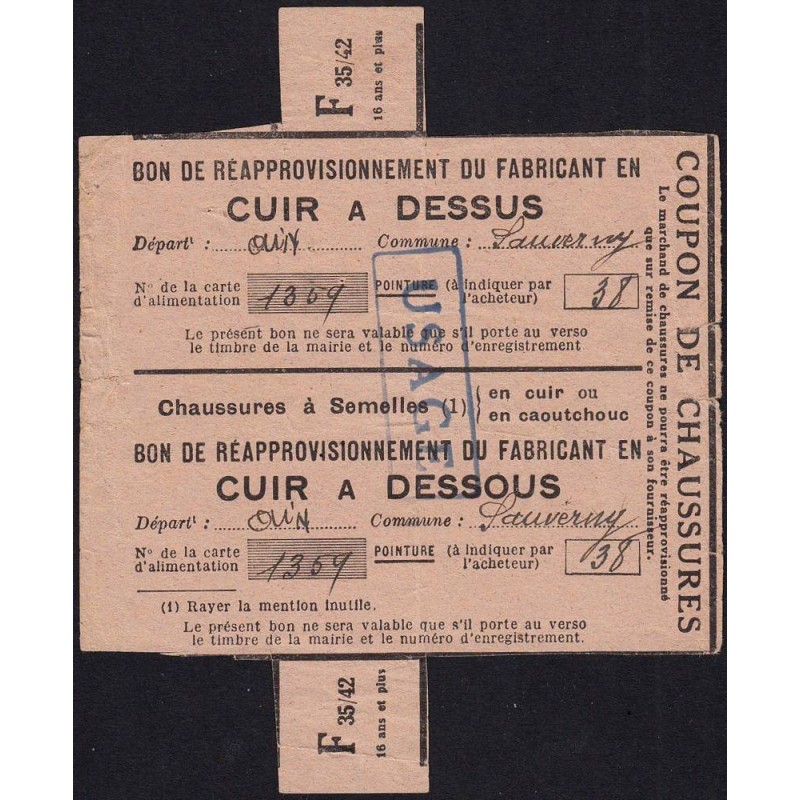 F 35/42
16 ans et plus
BON DE RÉAPPROVISIONNEMENT DU FABRICANT EN
CUIR A DESSUS
Départ^t : Ain Commune : Sauverny
N° de la carte d'alimentation 1359 POINTURE (à indiquer par l'acheteur) 38
Le présent bon ne sera valable que s'il porte au verso
le timbre de la mairie et le numéro d'enregistrement
USAGE
Chaussures à Semelles (1) { en cuir ou
en caoutchouc
BON DE RÉAPPROVISIONNEMENT DU FABRICANT EN
CUIR A DESSOUS
Départ^t : Ain Commune : Sauverny
N° de la carte d'alimentation 1359 POINTURE (à indiquer par l'acheteur) 38
(1) Rayer la mention inutile.
Le présent bon ne sera valable que s'il porte au verso
le timbre de la mairie et le numéro d'enregistrement.
COUPON DE CHAUSSURES
Le marchand de chaussures ne pourra être réapprovisionné
que sur remise de ce coupon à son fournisseur.
F 35/42
16 ans et plus